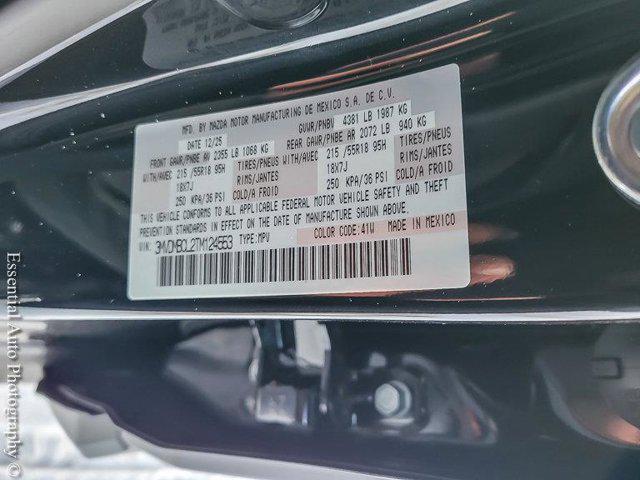 MFD. BY MAZDA MOTOR MANUFACTURING DE MEXICO S.A. DE C.V.
DATE 12/25 GVWR/PNBV 4381 LB 1987 KG
FRONT GAWR/PNBE AV 2355 LB 1068 KG REAR GAWR/PNBE AR 2072 LB 940 KG
WITH/AVEC 215 /55R18 95H TIRES/PNEUS WITH/AVEC 215 /55R18 95H TIRES/PNEUS
18X7J RIMS/JANTES 18X7J RIMS/JANTES
250 KPA/36 PSI COLD/A FROID 250 KPA/36 PSI COLD/A FROID
THIS VEHICLE CONFORMS TO ALL APPLICABLE FEDERAL MOTOR VEHICLE SAFETY AND THEFT
PREVENTION STANDARDS IN EFFECT ON THE DATE OF MANUFACTURE SHOWN ABOVE.
VIN: TYPE: MPV COLOR CODE: 41W MADE IN MEXICO
Essential Auto Photography ©